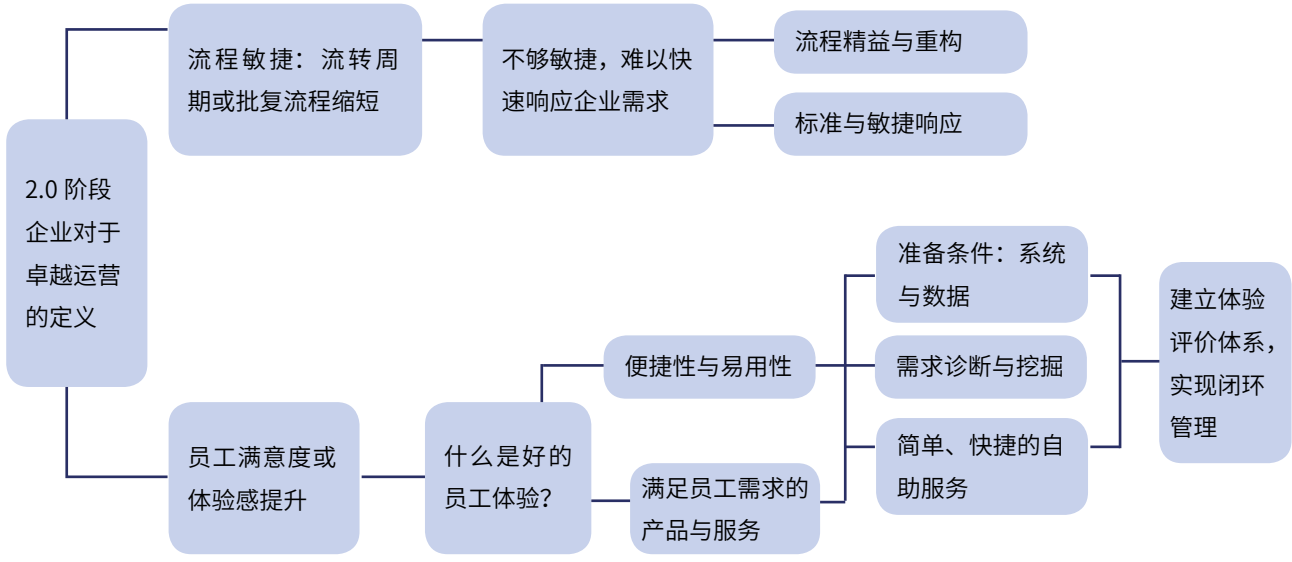 2.0 阶段
企业对于
卓越运营
的定义
流程敏捷：流转周
期或批复流程缩短
不够敏捷，难以快
速响应企业需求
流程精益与重构
标准与敏捷响应
员工满意度或
体验感提升
什么是好的
员工体验？
便捷性与易用性
满足员工需求的
产品与服务
准备条件：系统
与数据
需求诊断与挖掘
简单、快捷的自
助服务
建立体验
评价体系，
实现闭环
管理